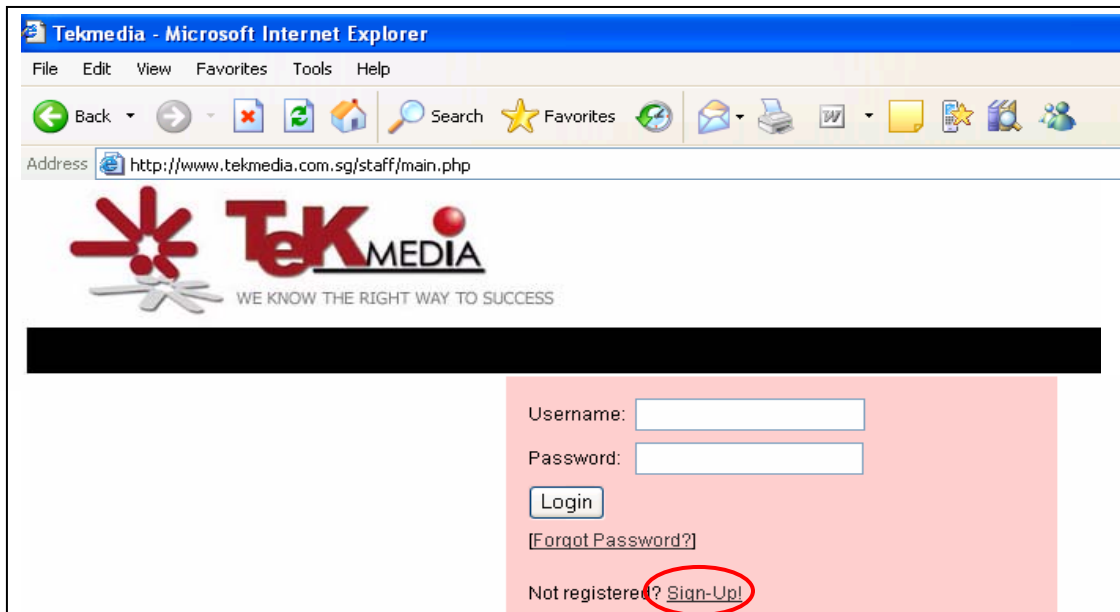 Tekmedia - Microsoft Internet Explorer
File Edit View Favorites Tools Help
Back Search Favorites W
Address http://www.tekmedia.com.sg/staff/main.php
TeKMEDIA
WE KNOW THE RIGHT WAY TO SUCCESS
Username:
Password:
Login
[Forgot Password?]
Not registered? Sign-Up!